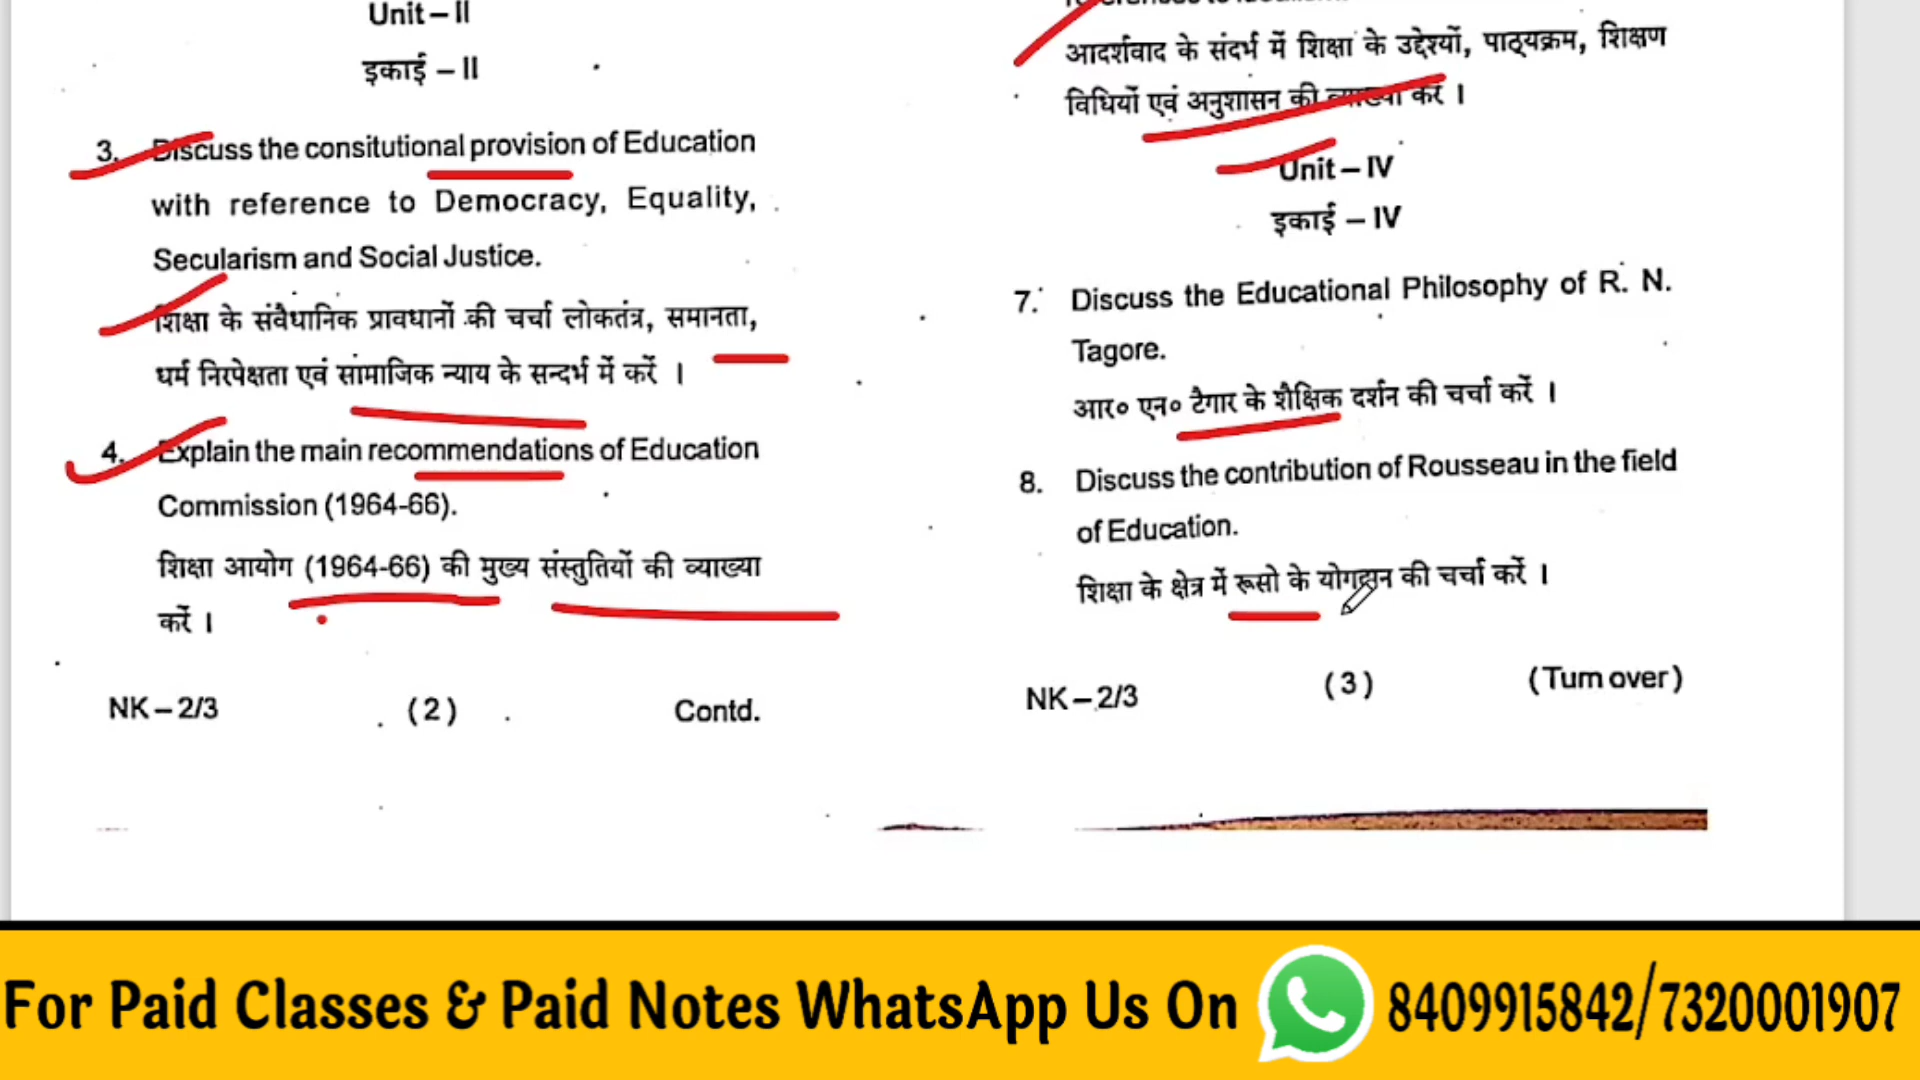 Unit – II
इकाई – II
3. Discuss the consitutional provision of Education
with reference to Democracy, Equality,
Secularism and Social Justice.
शिक्षा के संवैधानिक प्रावधानों की चर्चा लोकतंत्र, समानता,
धर्म निरपेक्षता एवं सामाजिक न्याय के सन्दर्भ में करें ।
4. Explain the main recommendations of Education
Commission (1964-66).
शिक्षा आयोग (1964-66) की मुख्य संस्तुतियों की व्याख्या
करें ।
NK – 2/3 (2) Contd.
आदर्शवाद के संदर्भ में शिक्षा के उद्देश्यों, पाठ्यक्रम, शिक्षण
विधियों एवं अनुशासन की व्याख्या करें ।
Unit – IV
इकाई – IV
7. Discuss the Educational Philosophy of R. N.
Tagore.
आर० एन० टैगार के शैक्षिक दर्शन की चर्चा करें ।
8. Discuss the contribution of Rousseau in the field
of Education.
शिक्षा के क्षेत्र में रूसो के योगदान की चर्चा करें ।
NK – 2/3 (3) (Turn over)
For Paid Classes & Paid Notes WhatsApp Us On 8409915842/7320001907